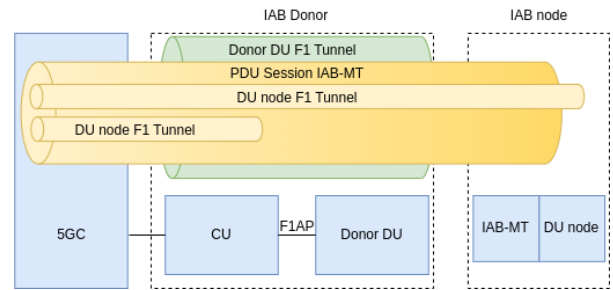 IAB Donor
IAB node
Donor DU F1 Tunnel
PDU Session IAB-MT
DU node F1 Tunnel
DU node F1 Tunnel
5GC
CU
F1AP
Donor DU
IAB-MT
DU node